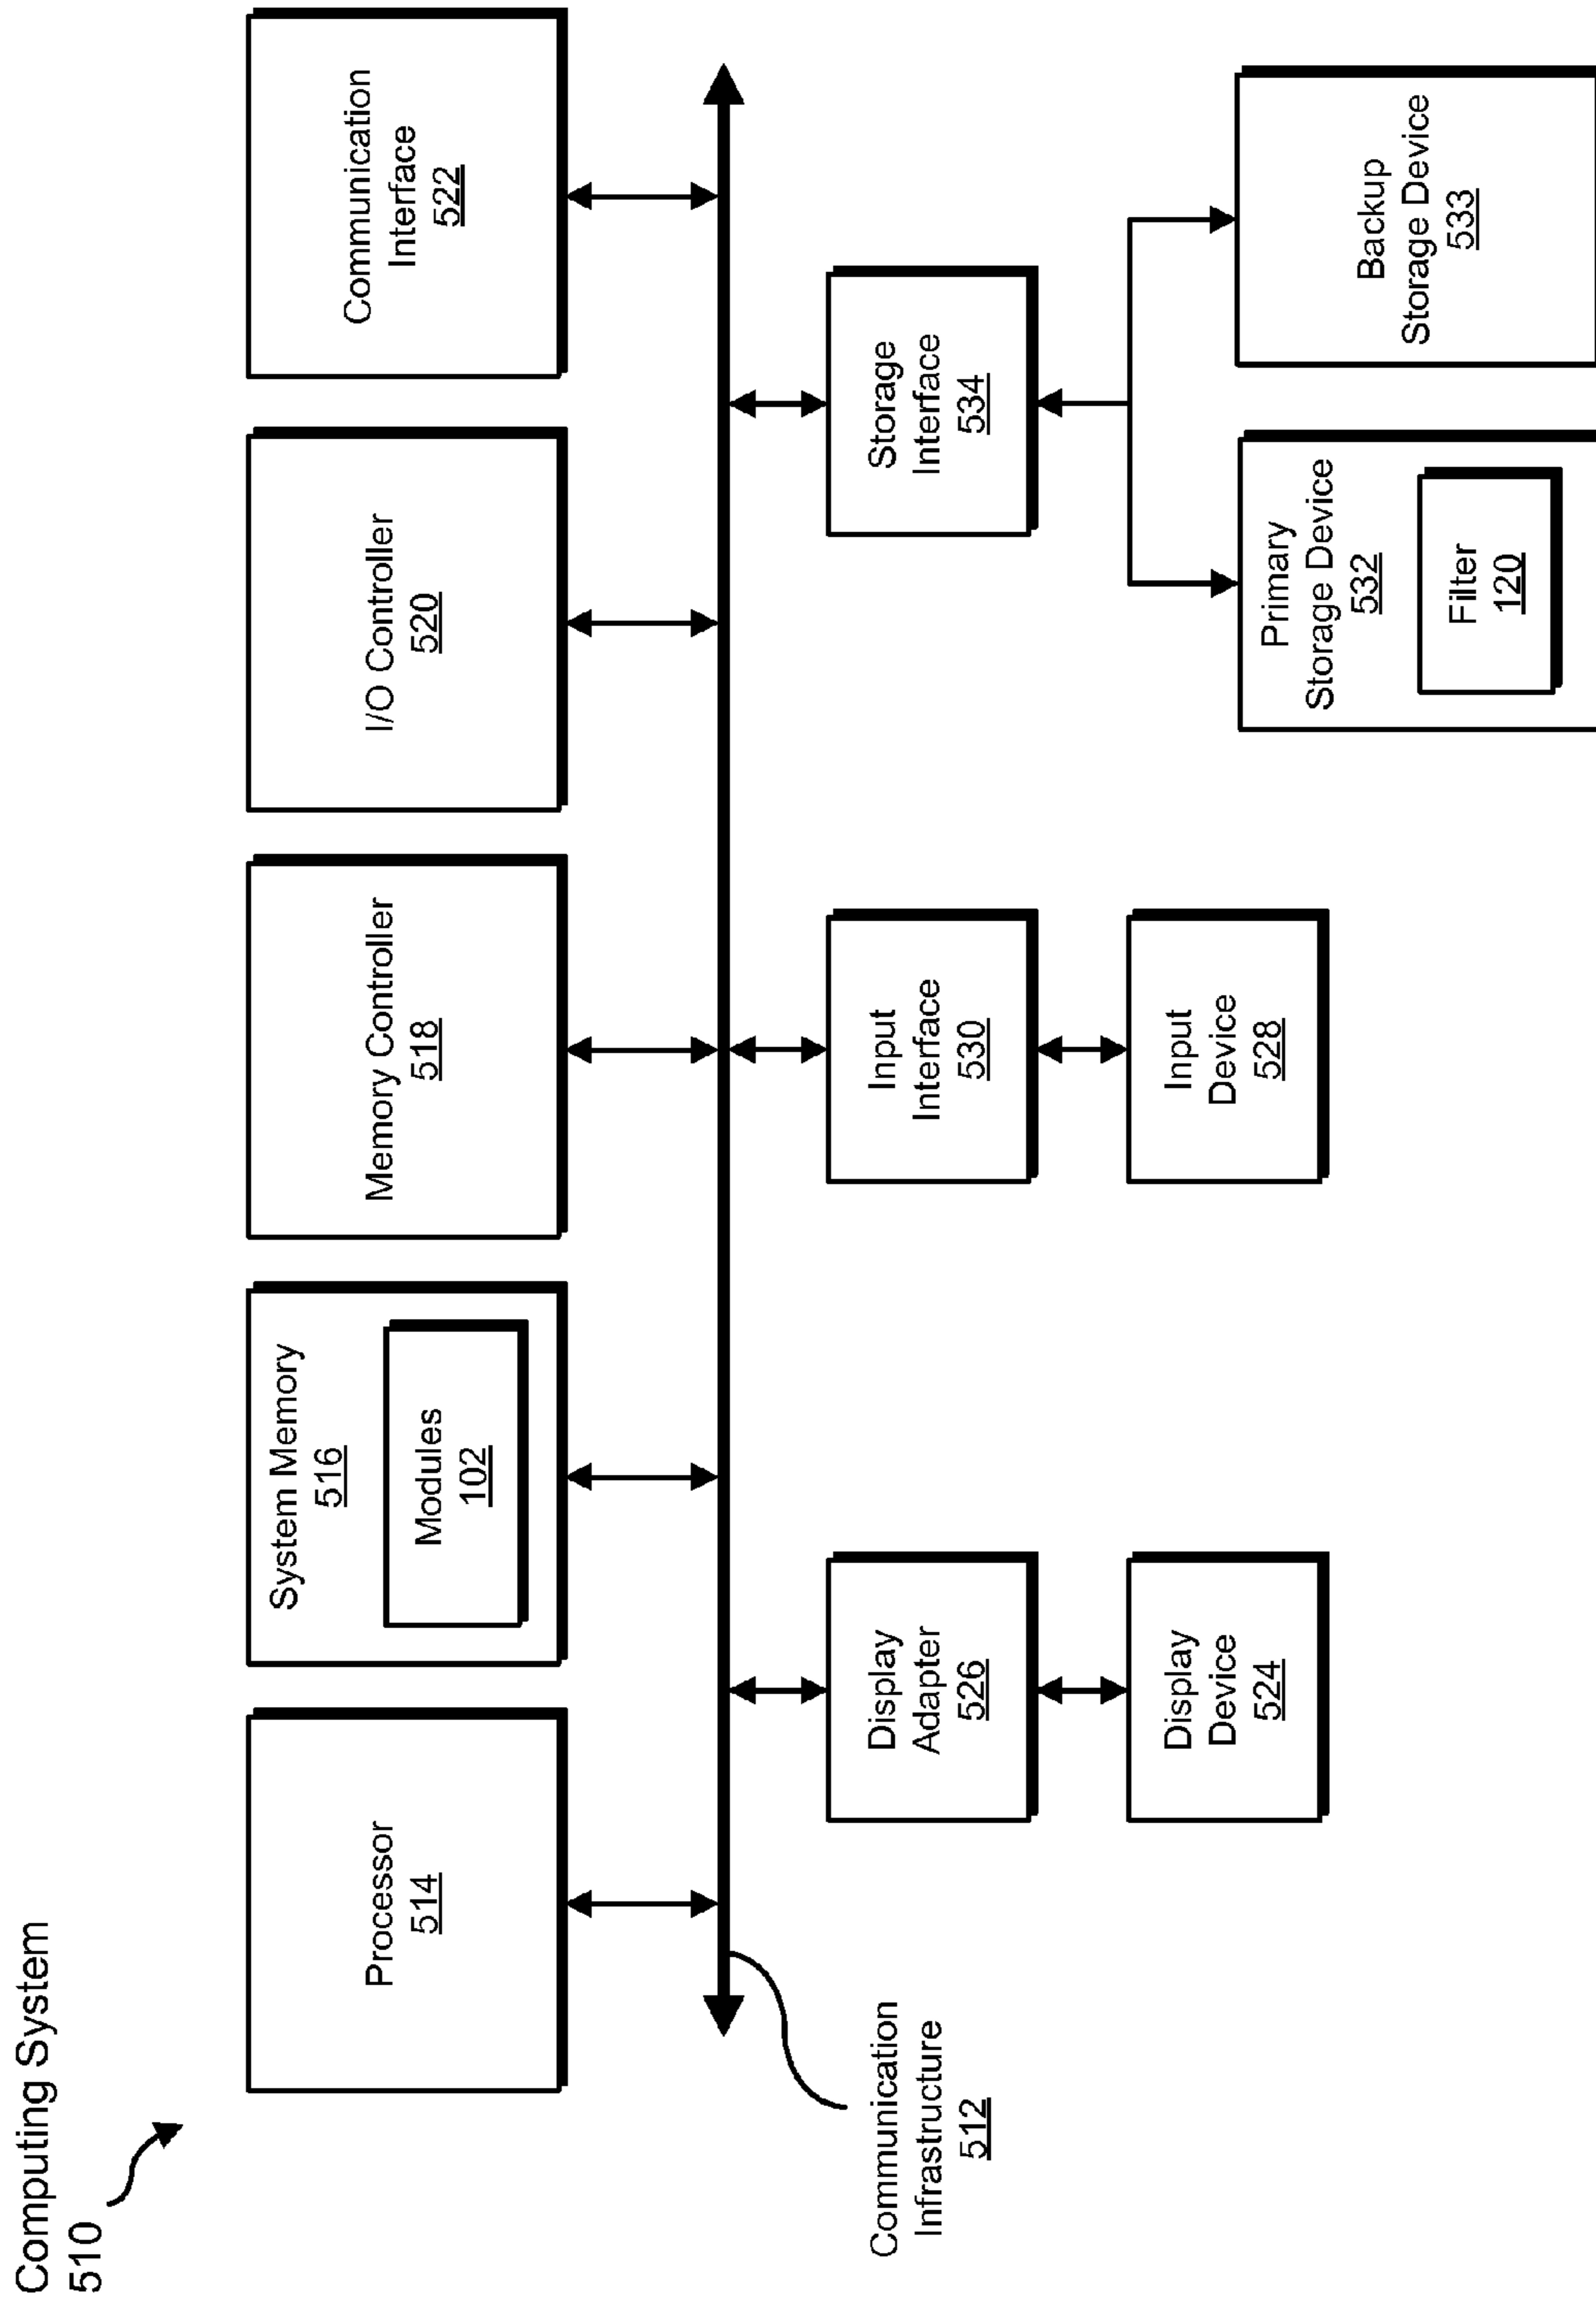 Computing System
510
Processor
514
System Memory
516
Modules
102
Memory Controller
518
I/O Controller
520
Communication
Interface
522
Communication
Infrastructure
512
Display
Adapter
526
Input
Interface
530
Storage
Interface
534
Display
Device
524
Input
Device
528
Primary
Storage Device
532
Filter
120
Backup
Storage Device
533